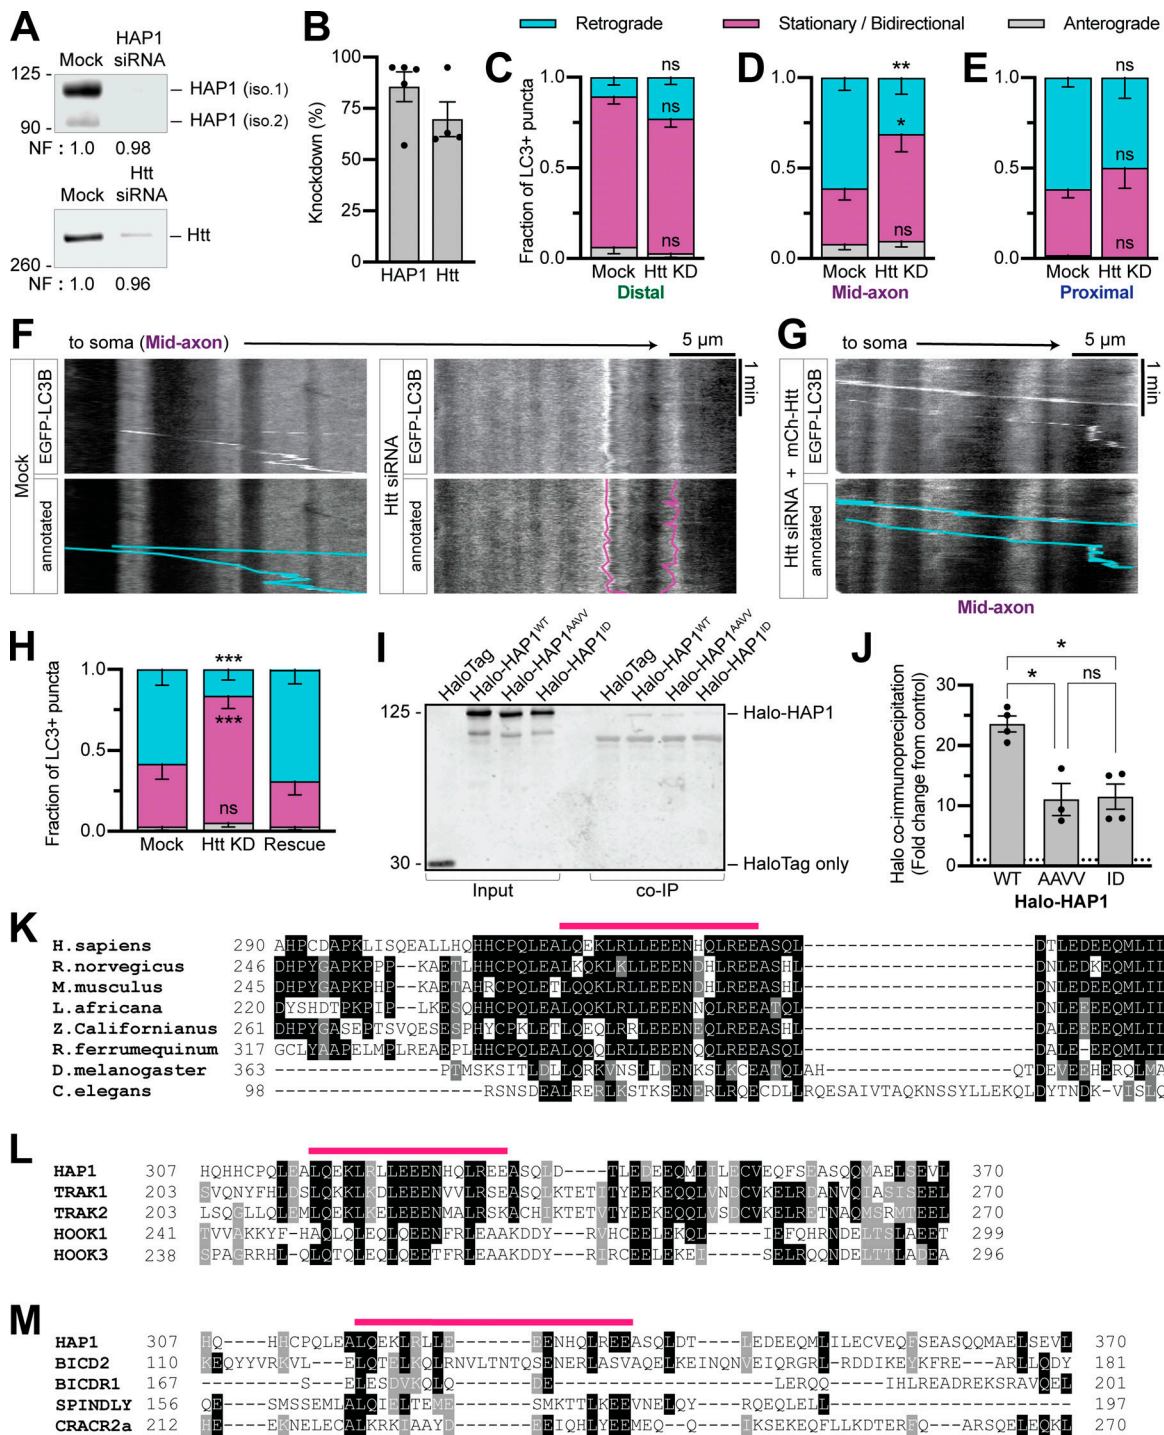 Retrograde Stationary / Bidirectional Anterograde
A
Mock HAP1 siRNA
125 -
– HAP1 (iso.1)
– HAP1 (iso.2)
90 -
NF : 1.0 0.98
Mock Htt siRNA
– Htt
260 -
NF : 1.0 0.96
B
Knockdown (%)
100
75
50
25
0
HAP1 Htt
C
Fraction of LC3+ puncta
1.0
0.5
0.0
ns
ns
ns
Mock Htt KD
Distal
D
1.0
0.5
0.0
**
*
ns
Mock Htt KD
Mid-axon
E
1.0
0.5
0.0
ns
ns
ns
Mock Htt KD
Proximal
F
to soma (Mid-axon)
5 µm
1 min
Mock
EGFP-LC3B
annotated
Htt siRNA
EGFP-LC3B
annotated
G
to soma
5 µm
1 min
Htt siRNA + mCh-Htt
EGFP-LC3B
annotated
Mid-axon
H
Fraction of LC3+ puncta
1.0
0.5
0.0
***
***
ns
Mock Htt KD Rescue
I
HaloTag Halo-HAP1WT Halo-HAP1AAVV Halo-HAP1ID HaloTag Halo-HAP1WT Halo-HAP1AAVV Halo-HAP1ID
125 -
– Halo-HAP1
30 -
– HaloTag only
Input co-IP
J
Halo co-immunoprecipitation
(Fold change from control)
30
20
10
0
*
* ns
WT AAVV ID
Halo-HAP1
K
H.sapiens 290 AHPCDAPKLISQEALLHQHHCPQLEALQEKLRLLEEENHQLREEASQL-----------------------------DTLEDEEQMLIL
R.norvegicus 246 DHPYGAPKPPP--KAETLHHCPQLEALKQKLKLLEEENDHLREEASHL-----------------------------DNLEDKEQMLIL
M.musculus 245 DHPYGAPKPHP--KAETAHRCPQLETLQQKLRLLEEENDHLREEASHL-----------------------------DALEDEEQMLIL
L.africana 220 DYSHDTPKPIP--LKESQHHCPQLEALQQKLRLLEEENNQLREEATQL-----------------------------DALEDEEQMLIL
Z.Californianus 261 DHPYGASEPTSVQESESPHYCPKLETLQEQLRRLEEENEQLREEASHL-----------------------------DALEEEEQMLIL
R.ferrumequinum 317 GCLYAAPELMPLREAEPLHHCPQLEALQQQLRLLEEENQQLREEASQL-----------------------------DALE-EEQMLIL
D.melanogaster 363 --------------------PTMSKSITLDLLQRKVNSLLDENKSLKCEATQLAH--------------------QTDEVEEHERQLMA
C.elegans 98 -------------------------RSNSDEALRERLKSTKSENERLRQECDLLRQESAIVTAQKNSSYLLEKQLDYTNDK-VISLQ
L
HAP1 307 HQHHCPQLEALQEKLRLLEEENHQLREEASQLD----TLEDEEQMLILECVEQFSEASQQMAELSEVL 370
TRAK1 203 SVQNYFHLDSLQKKLKDLEEENVVLRSEASQLKTETITYEEKEQQLVNDCVKELRDANVQIASISEEL 270
TRAK2 203 LSQGLLQLEMLQEKLKELEEENMALRSKACHIKTETVTYEEKEQQLVSDCVKELRETNAQMSRMTEEL 270
HOOK1 241 TVVAKKYF-HAQLQLEQLQEENFRLEAAKDDY---RVHCEELEKQL------IEFQHRNDELTSLAEET 299
HOOK3 238 SPAGRRHL-QLQTQLEQLQEETFRLEAAKDDY---RIRCEELEKEI------SELRQQNDELTTLADEA 296
M
HAP1 307 HQ----HHCPQLEALQEKLRLLE-------EENHQLREEASQLDT------LEDEEQMLILECVEQFSEASQQMAELSEVL 370
BICD2 110 KEQYYVRKVL---ELQTELKQLRNVLTNTQSENERLASVAQELKEINQNVEIQRGRL-RDDIKEYKFRE---ARLLQDY 181
BICDR1 167 ----------S--ELESDVKQLQ-------DE------------------LERQQ-----IHLREADREKSRAVQEL 201
SPINDLY 156 QE-----SMSSEMLALQIELTEME------SMKTTLKEEVNELQY------RQEQLELL 197
CRACR2a 212 HE-----EKNELECALKRKIAAYD------EEIQHLYEEMEQ--Q------IKSEKEQFLLKDTERFQ---ARSQELEQKL 270